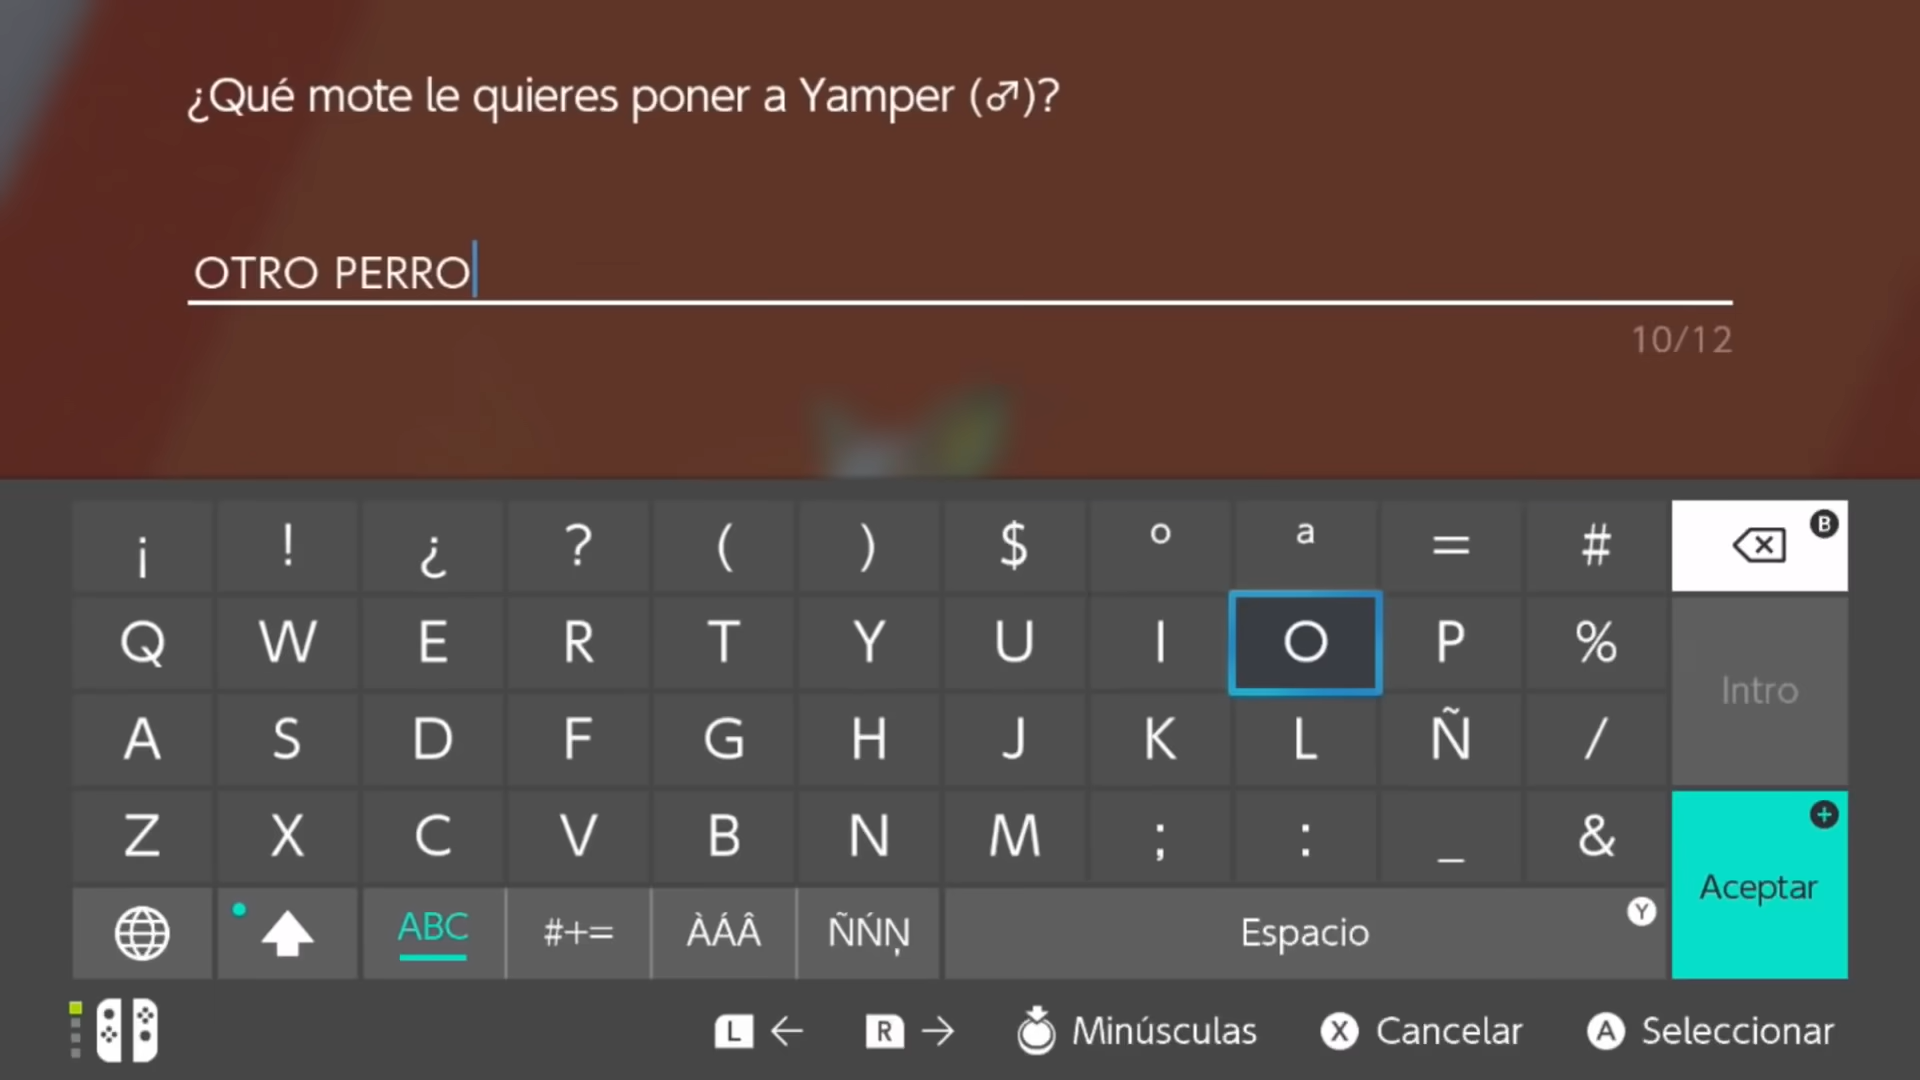 ¿Qué mote le quieres poner a Yamper (♂)?
OTRO PERRO
10/12
¡ ! ¿ ? ( ) $ º ª = # B
Q W E R T Y U I O P %
Intro
A S D F G H J K L Ñ /
Z X C V B N M ; : _ & +
Aceptar
ABC #+= ÀÁÂ ÑŃŅ Espacio Y
L ← R → Minúsculas X Cancelar A Seleccionar